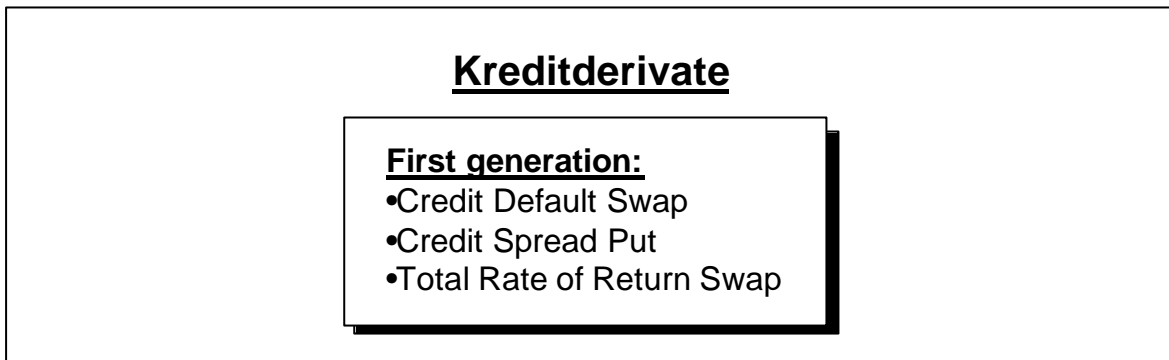 Kreditderivate
First generation:
•Credit Default Swap
•Credit Spread Put
•Total Rate of Return Swap